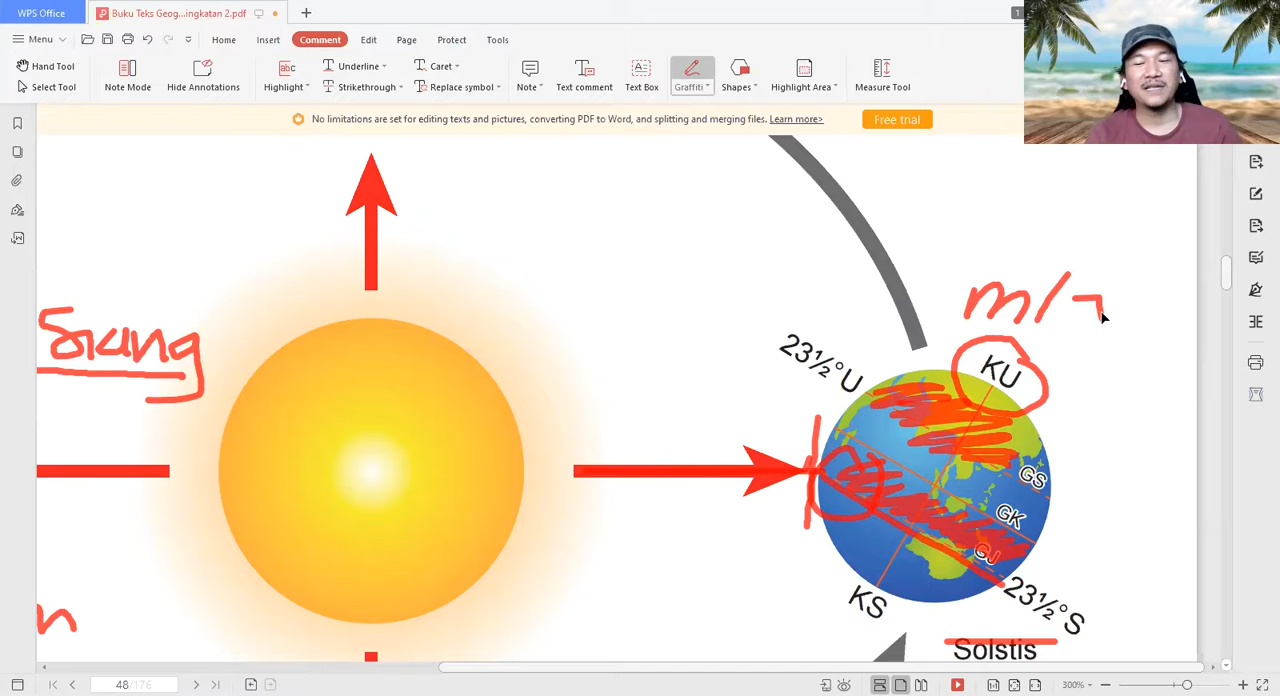 WPS Office
Buku Teks Geog...ingkatan 2.pdf
1
Menu
Home Insert Comment Edit Page Protect Tools
Hand Tool
Select Tool
Note Mode
Hide Annotations
Highlight
Underline
Strikethrough
Caret
Replace symbol
Note
Text comment
Text Box
Graffiti
Shapes
Highlight Area
Measure Tool
No limitations are set for editing texts and pictures, converting PDF to Word, and splitting and merging files. Learn more>
Free trial
Siang
n
m/
23½°U
KU
GS
GK
GJ
KS
23½°S
Solstis
48/176
300%